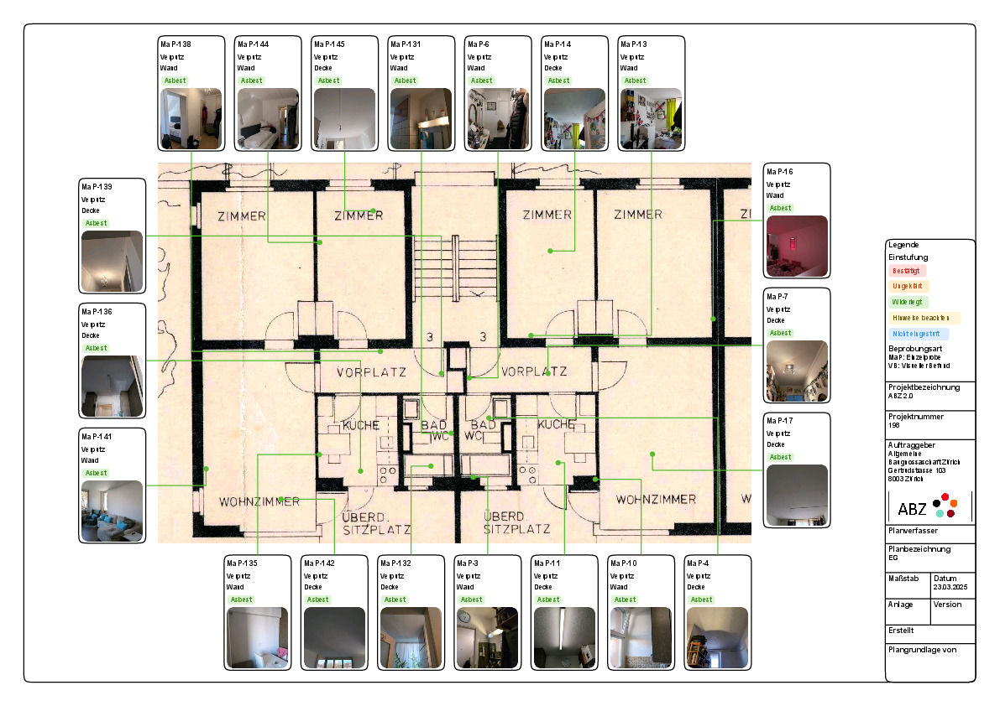 MaP-138
Verputz
Wand
Asbest
MaP-144
Verputz
Wand
Asbest
MaP-145
Verputz
Decke
Asbest
MaP-131
Verputz
Wand
Asbest
MaP-6
Verputz
Wand
Asbest
MaP-14
Verputz
Decke
Asbest
MaP-13
Verputz
Wand
Asbest
MaP-139
Verputz
Decke
Asbest
MaP-136
Verputz
Decke
Asbest
MaP-141
Verputz
Wand
Asbest
ZIMMER
ZIMMER
ZIMMER
ZIMMER
ZI
3
3
VORPLATZ
VORPLATZ
KÜCHE
BAD
WC
BAD
WC
KÜCHE
WOHNZIMMER
ÜBERD.
SITZPLATZ
ÜBERD.
SITZPLATZ
WOHNZIMMER
W
MaP-16
Verputz
Wand
Asbest
MaP-7
Verputz
Decke
Asbest
MaP-17
Verputz
Decke
Asbest
MaP-135
Verputz
Wand
Asbest
MaP-142
Verputz
Decke
Asbest
MaP-132
Verputz
Decke
Asbest
MaP-3
Verputz
Wand
Asbest
MaP-11
Verputz
Decke
Asbest
MaP-10
Verputz
Wand
Asbest
MaP-4
Verputz
Decke
Asbest
Legende
Einstufung
Bestätigt
Ungeklärt
Widerlegt
Hinweise beachten
Nicht eingestuft
Beprobungsart
MaP: Einzelprobe
VB: Visueller Befund
Projektbezeichnung
ABZ 2.0
Projektnummer
198
Auftraggeber
Allgemeine
Baugnossaschaft Zürich
Gertrudstrasse 103
8003 Zürich
ABZ
Planverfasser
Planbezeichnung
EG
Maßstab
Datum
23.03.2025
Anlage
Version
Erstellt
Plangrundlage von